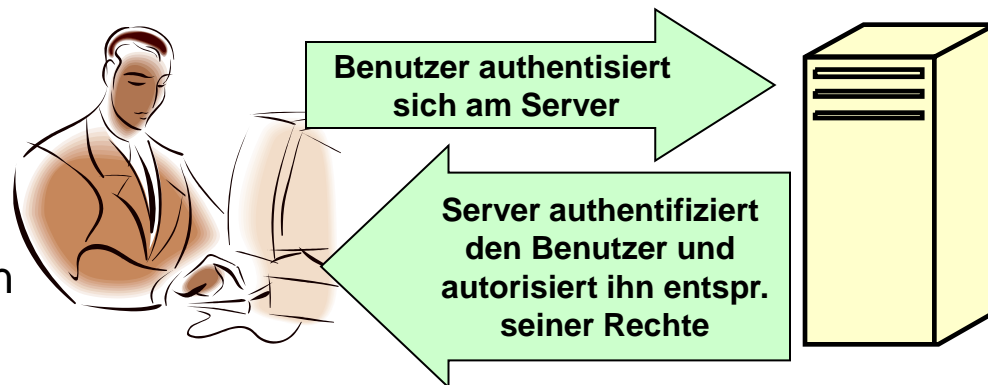 Benutzer authentisiert
sich am Server
Server authentifiziert
den Benutzer und
autorisiert ihn entspr.
seiner Rechte